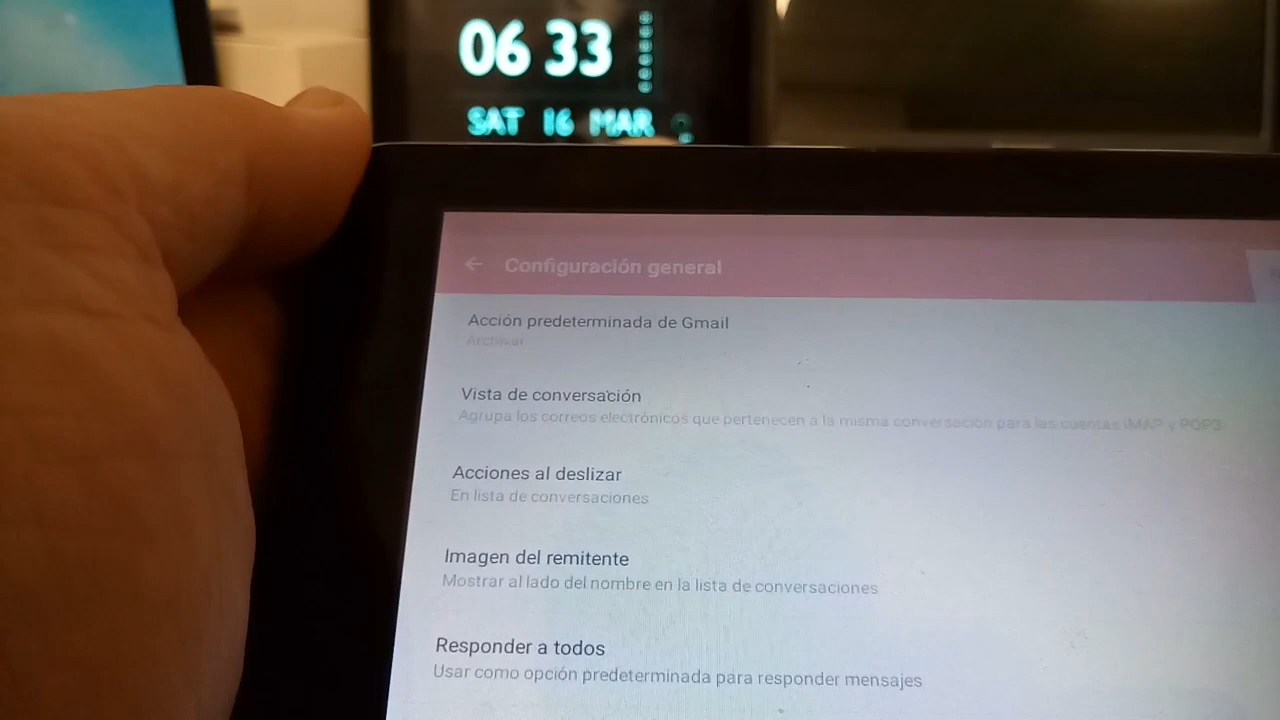 06 33
SAT 16 MAR
Configuración general
Acción predeterminada de Gmail
Archivar
Vista de conversación
Agrupa los correos electrónicos que pertenecen a la misma conversación para las cuentas IMAP y POP3
Acciones al deslizar
En lista de conversaciones
Imagen del remitente
Mostrar al lado del nombre en la lista de conversaciones
Responder a todos
Usar como opción predeterminada para responder mensajes